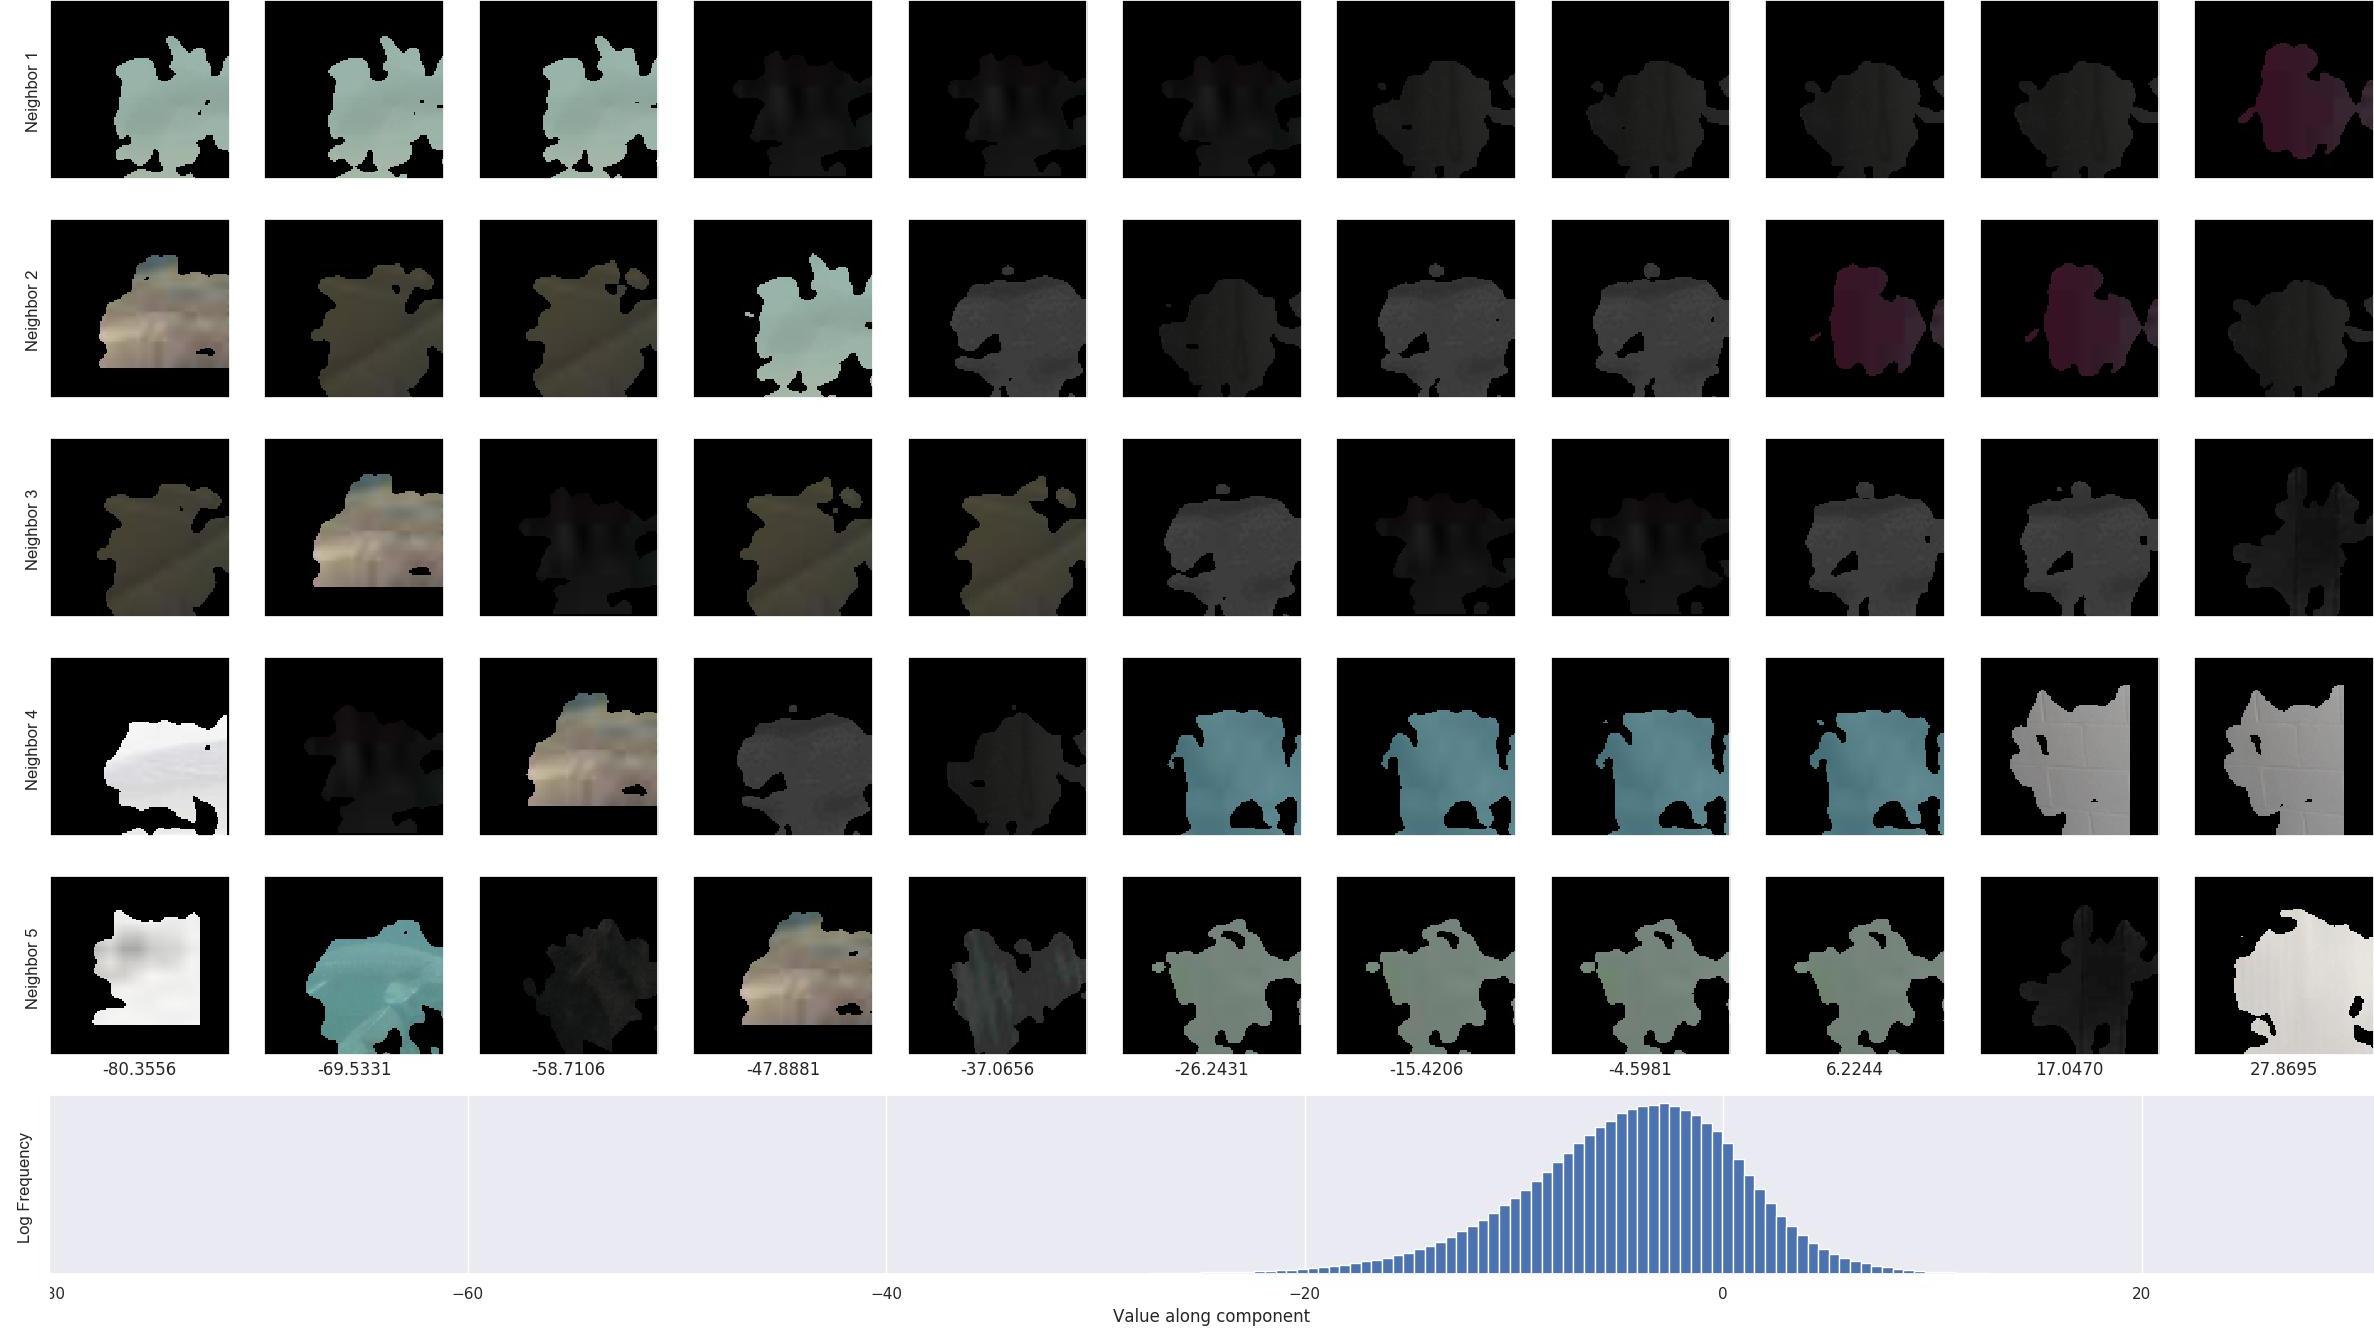 Neighbor 1
Neighbor 2
Neighbor 3
Neighbor 4
Neighbor 5
-80.3556 -69.5331 -58.7106 -47.8881 -37.0656 -26.2431 -15.4206 -4.5981 6.2244 17.0470 27.8695
Log Frequency
30 −60 −40 −20 0 20
Value along component